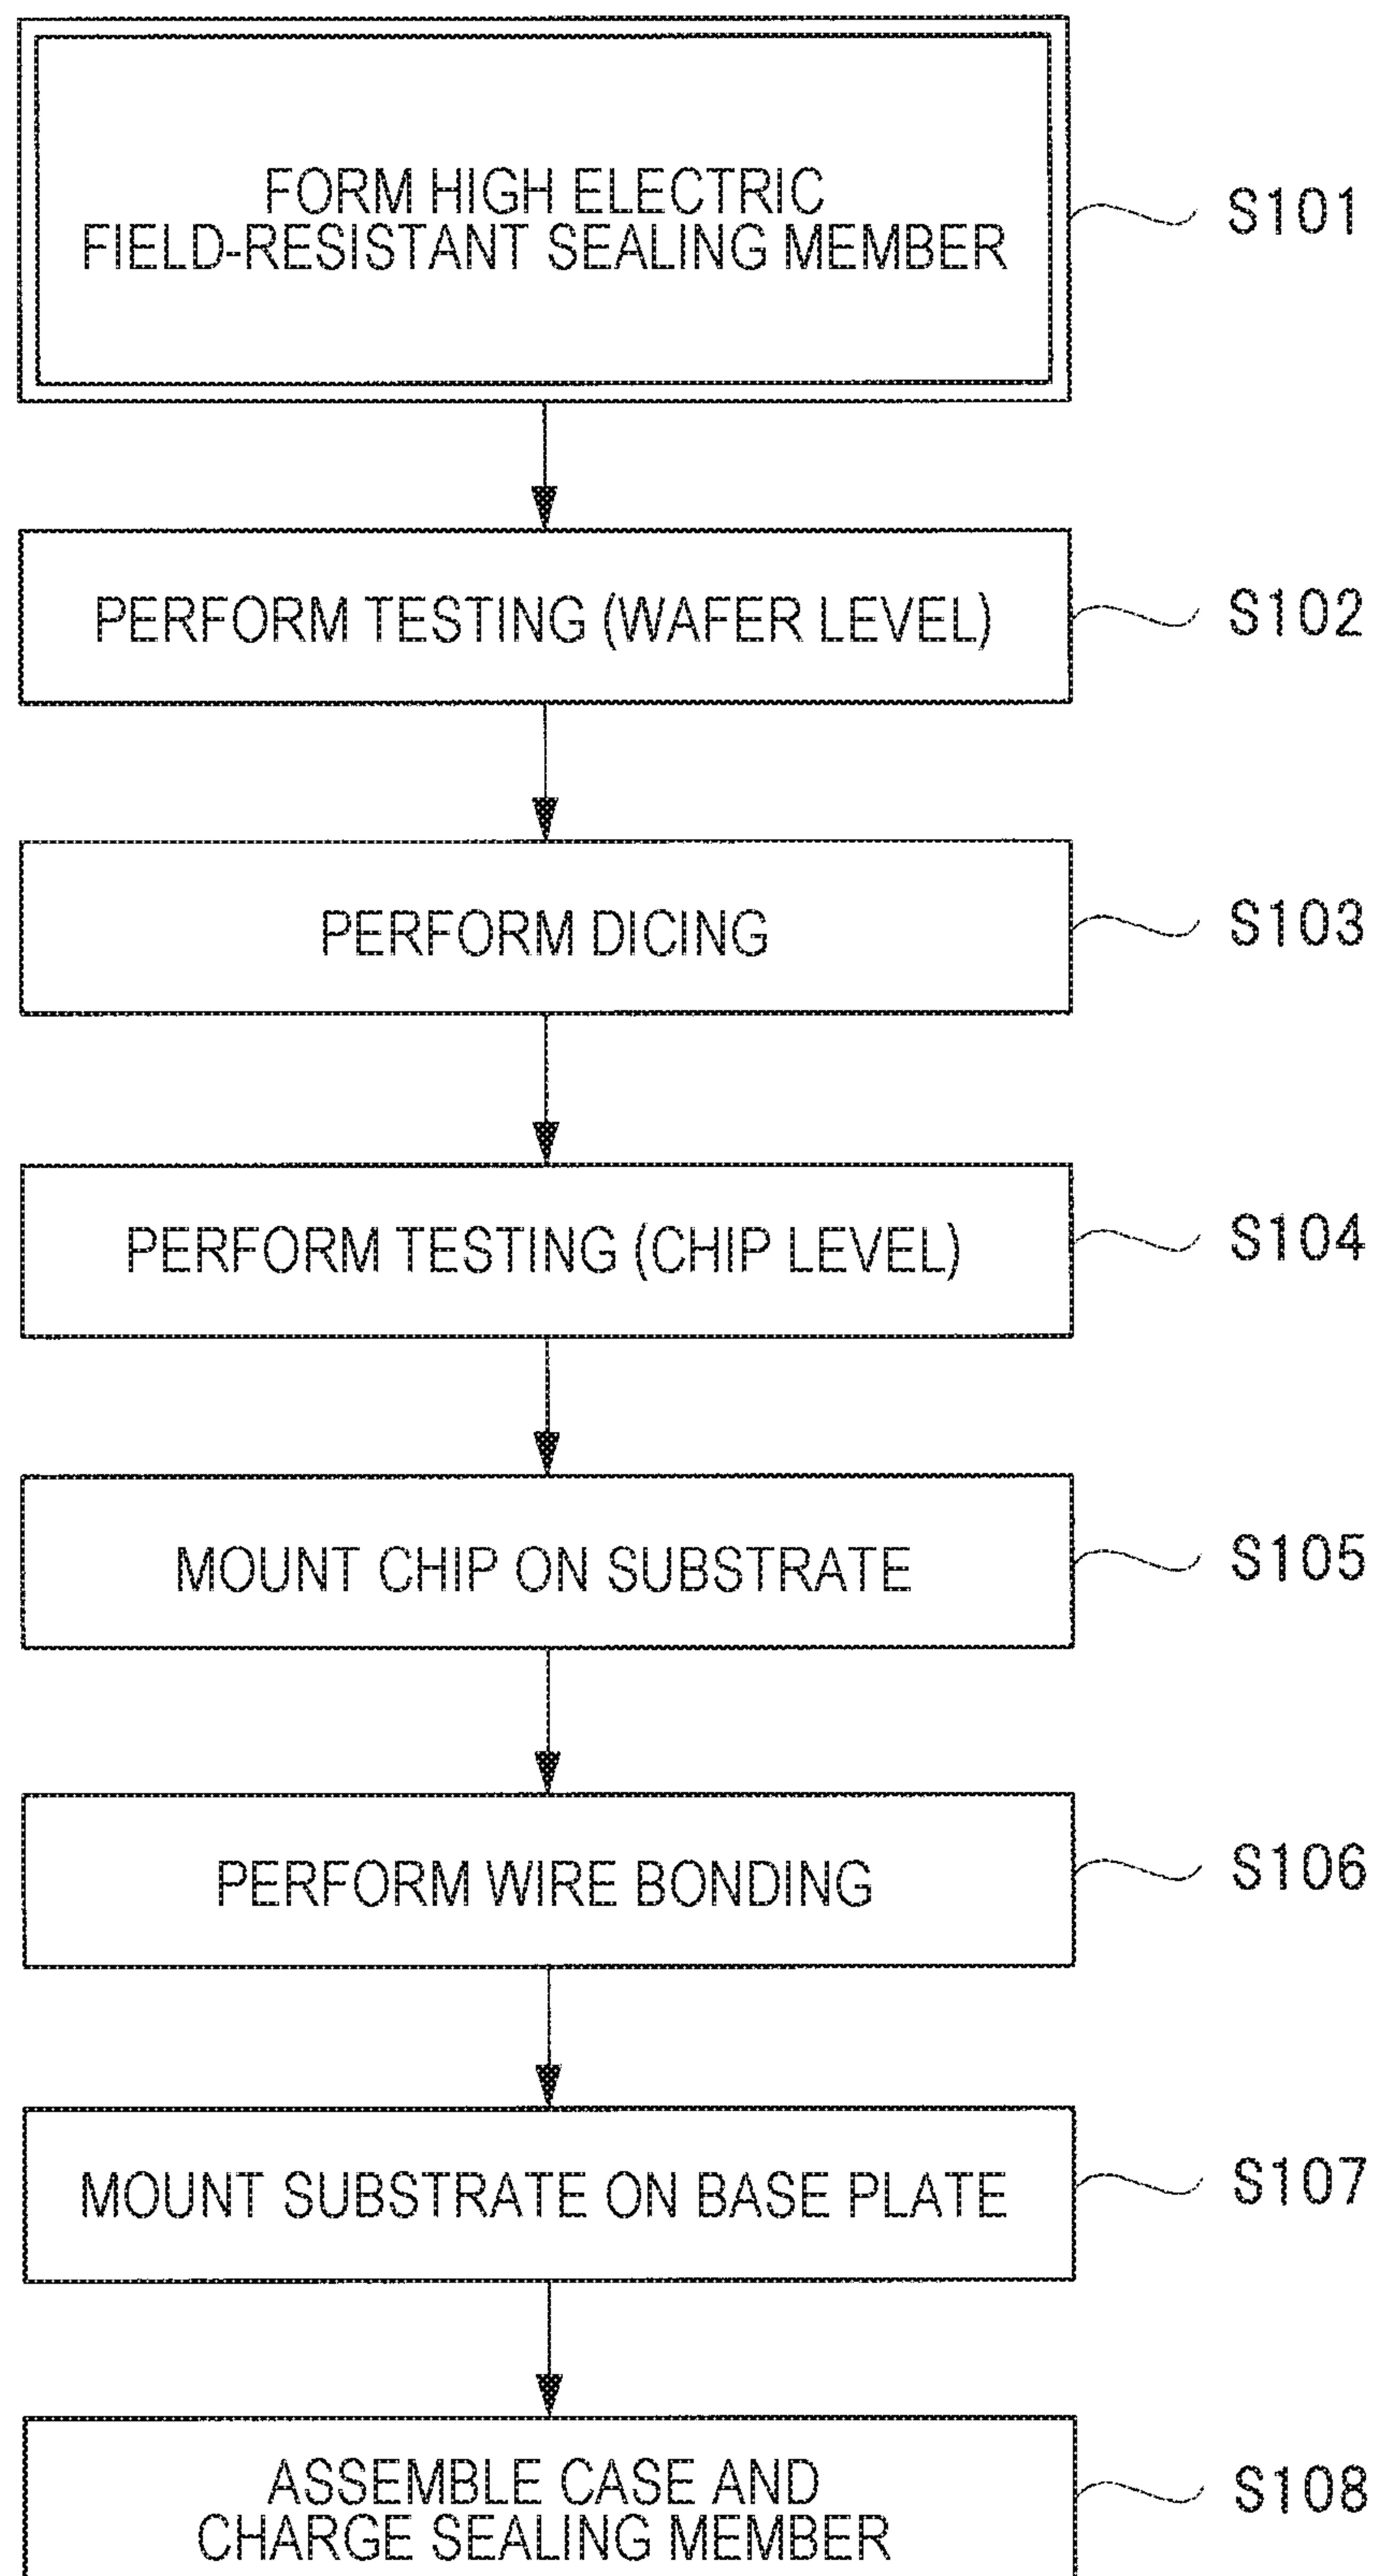 FORM HIGH ELECTRIC
FIELD-RESISTANT SEALING MEMBER
S101
PERFORM TESTING (WAFER LEVEL)
S102
PERFORM DICING
S103
PERFORM TESTING (CHIP LEVEL)
S104
MOUNT CHIP ON SUBSTRATE
S105
PERFORM WIRE BONDING
S106
MOUNT SUBSTRATE ON BASE PLATE
S107
ASSEMBLE CASE AND
CHARGE SEALING MEMBER
S108